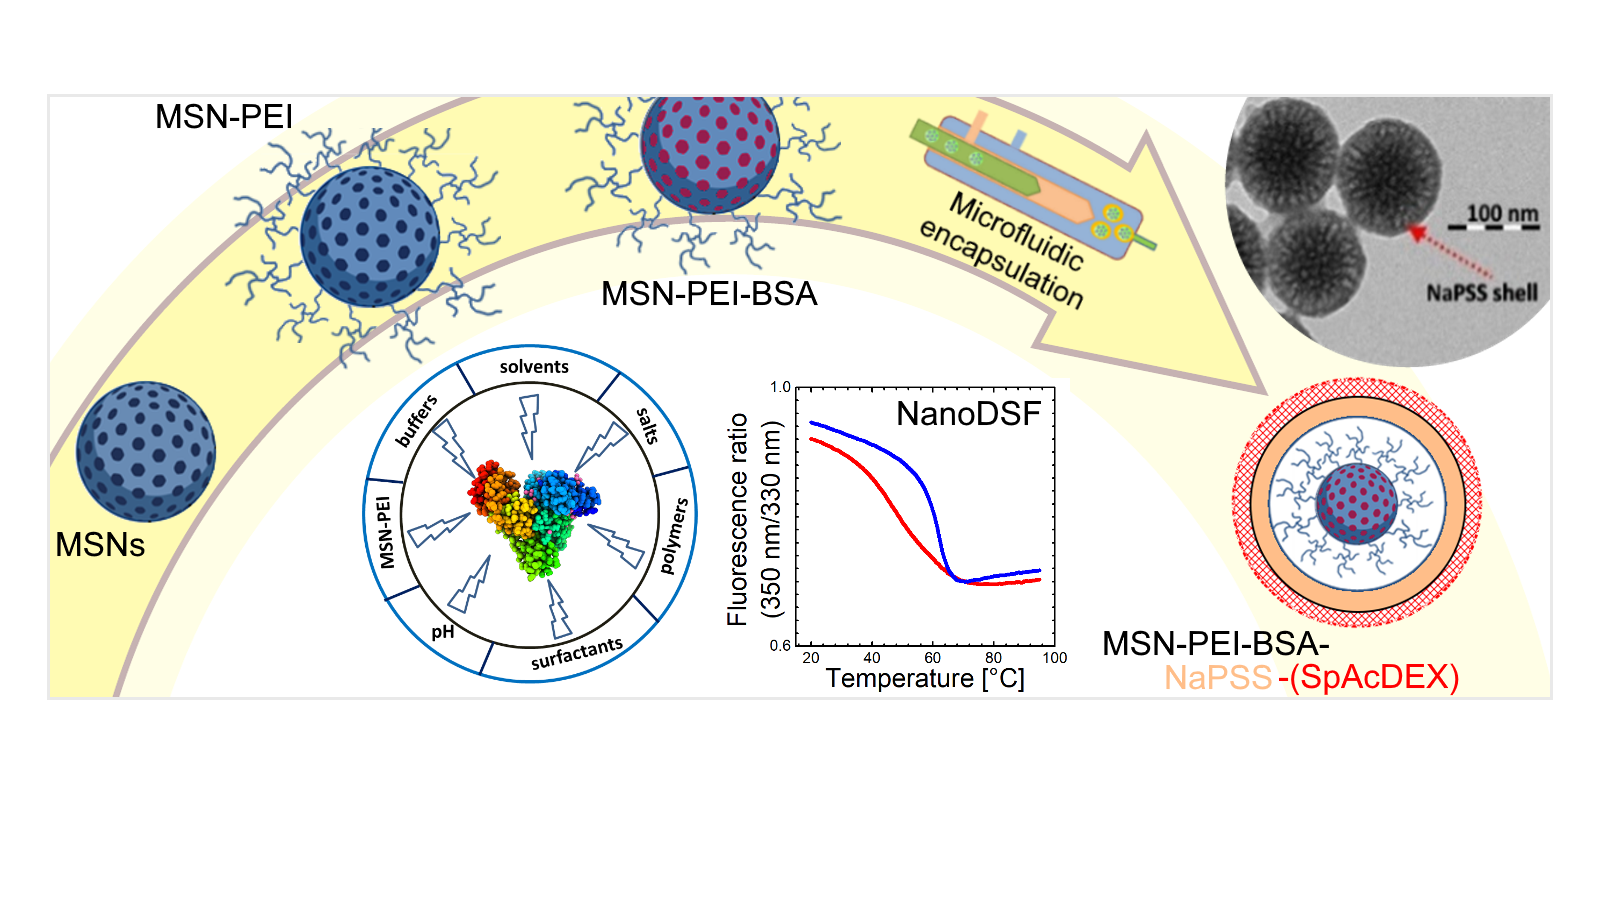 MSN-PEI
MSN-PEI-BSA
MSNs
Microfluidic
encapsulation
100 nm
NaPSS shell
solvents
salts
polymers
surfactants
pH
MSN-PEI
buffers
NanoDSF
Fluorescence ratio
(350 nm/330 nm)
1.0
0.6
20 40 60 80 100
Temperature [°C]
MSN-PEI-BSA-
NaPSS-(SpAcDEX)